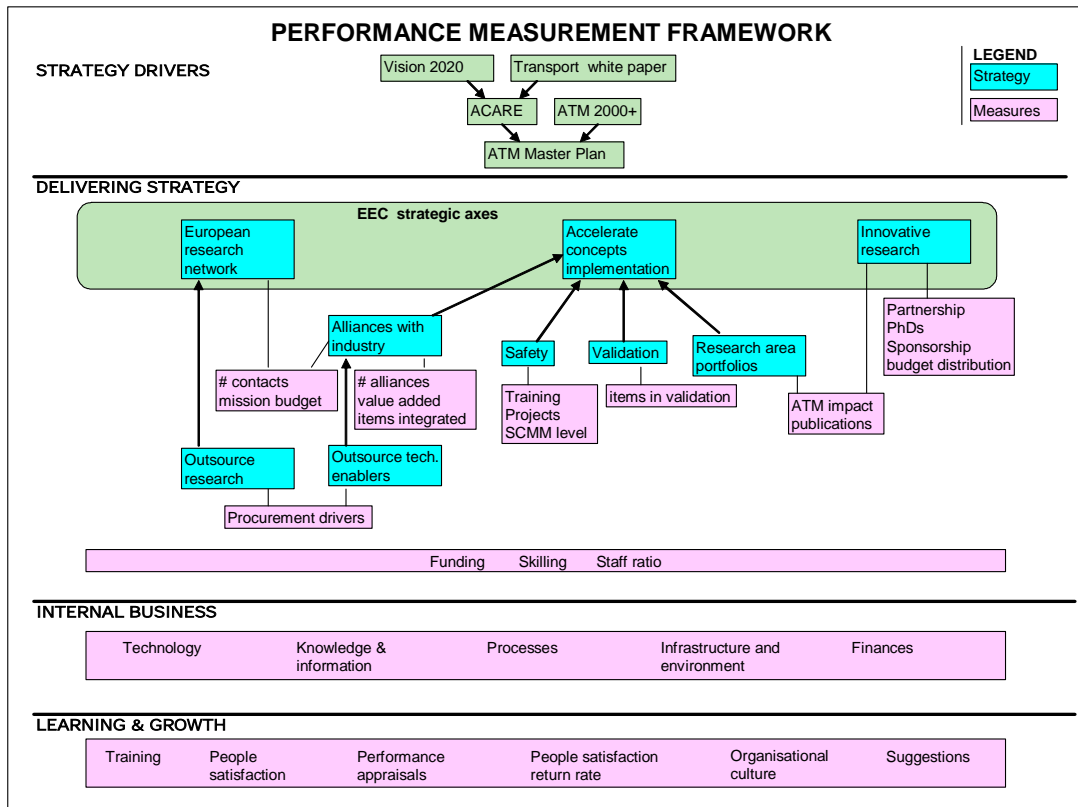 PERFORMANCE MEASUREMENT FRAMEWORK
STRATEGY DRIVERS
LEGEND
Strategy
Measures
Vision 2020
Transport white paper
ACARE
ATM 2000+
ATM Master Plan
DELIVERING STRATEGY
EEC strategic axes
European
research
network
Accelerate
concepts
implementation
Innovative
research
Alliances with
industry
Safety
Validation
Research area
portfolios
Partnership
PhDs
Sponsorship
budget distribution
# contacts
mission budget
# alliances
value added
items integrated
Training
Projects
SCMM level
items in validation
ATM impact
publications
Outsource
research
Outsource tech.
enablers
Procurement drivers
Funding Skilling Staff ratio
INTERNAL BUSINESS
Technology
Knowledge &
information
Processes
Infrastructure and
environment
Finances
LEARNING & GROWTH
Training
People
satisfaction
Performance
appraisals
People satisfaction
return rate
Organisational
culture
Suggestions